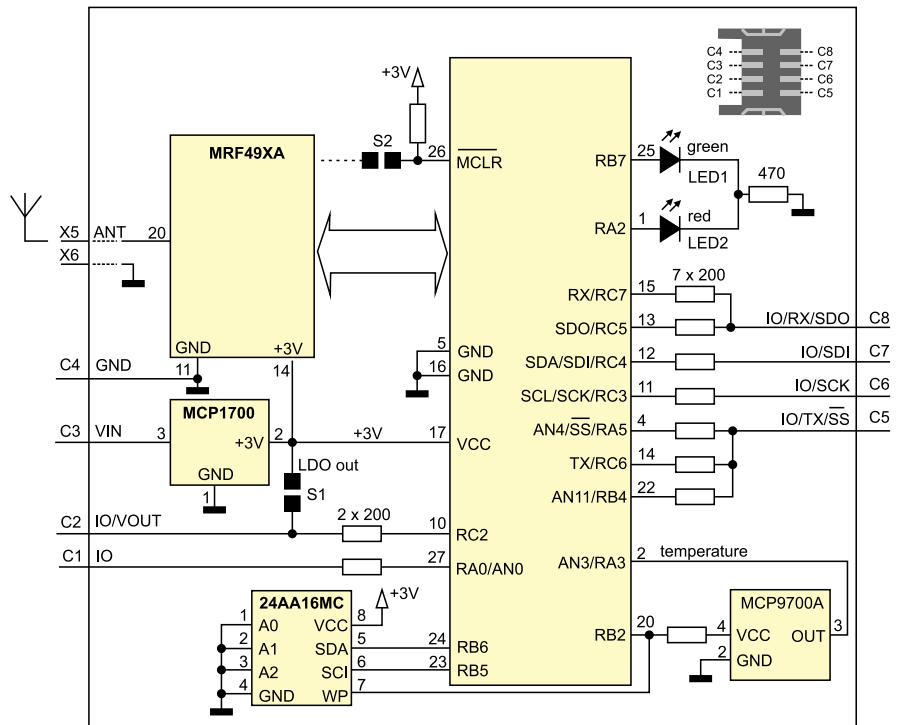 C4 C8
C3 C7
C2 C6
C1 C5
+3V
S2
MRF49XA
26 MCLR
RB7 25 green
LED1
470
RA2 1 red
LED2
X5 ANT 20
X6
7 x 200
RX/RC7 15
SDO/RC5 13 IO/RX/SDO C8
SDA/SDI/RC4 12 IO/SDI C7
SCL/SCK/RC3 11 IO/SCK C6
AN4/SS/RA5 4 IO/TX/SS C5
TX/RC6 14
AN11/RB4 22
5 GND
16 GND
GND +3V
11 14
C4 GND
MCP1700
C3 VIN 3 +3V 2 +3V 17 VCC
GND
1
LDO out
S1
C2 IO/VOUT 2 x 200 10 RC2
C1 IO 27 RA0/AN0
AN3/RA3 2 temperature
24AA16MC
+3V
1 A0 VCC 8
2 A1 SDA 5 24 RB6
3 A2 SCI 6 23 RB5
4 GND WP 7
RB2 20
MCP9700A
4 VCC OUT 3
2 GND